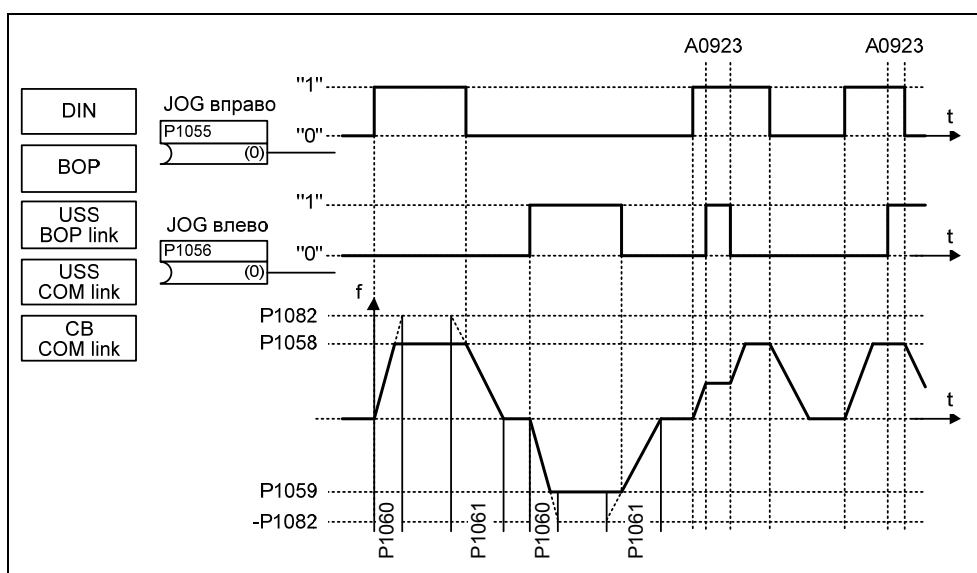 A0923
A0923
DIN
BOP
USS
BOP link
USS
COM link
CB
COM link
JOG вправо
P1055
(0)
"1"
"0"
t
JOG влево
P1056
(0)
"1"
"0"
t
f
P1082
P1058
t
P1059
-P1082
P1060
P1061
P1060
P1061